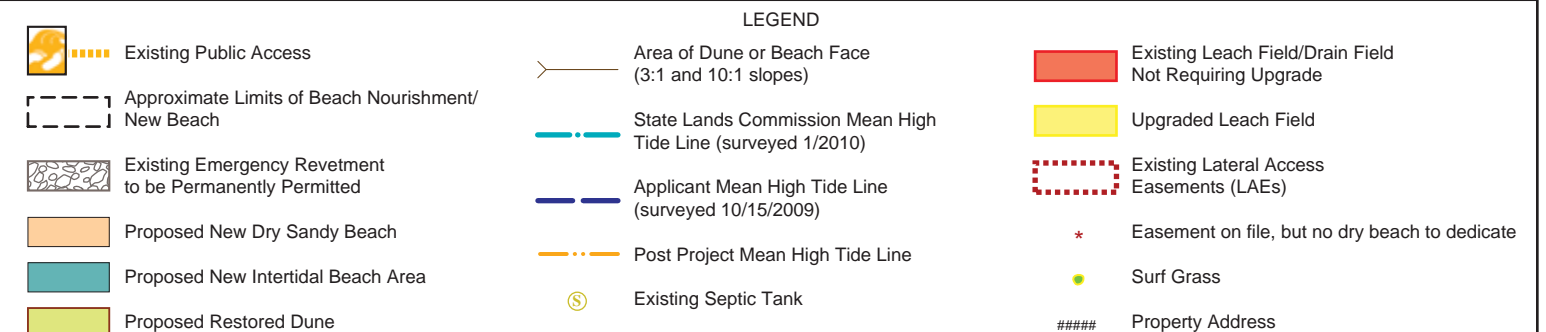 LEGEND
Existing Public Access
Approximate Limits of Beach Nourishment/
New Beach
Existing Emergency Revetment
to be Permanently Permitted
Proposed New Dry Sandy Beach
Proposed New Intertidal Beach Area
Proposed Restored Dune
Area of Dune or Beach Face
(3:1 and 10:1 slopes)
State Lands Commission Mean High
Tide Line (surveyed 1/2010)
Applicant Mean High Tide Line
(surveyed 10/15/2009)
Post Project Mean High Tide Line
S Existing Septic Tank
Existing Leach Field/Drain Field
Not Requiring Upgrade
Upgraded Leach Field
Existing Lateral Access
Easements (LAEs)
* Easement on file, but no dry beach to dedicate
Surf Grass
##### Property Address